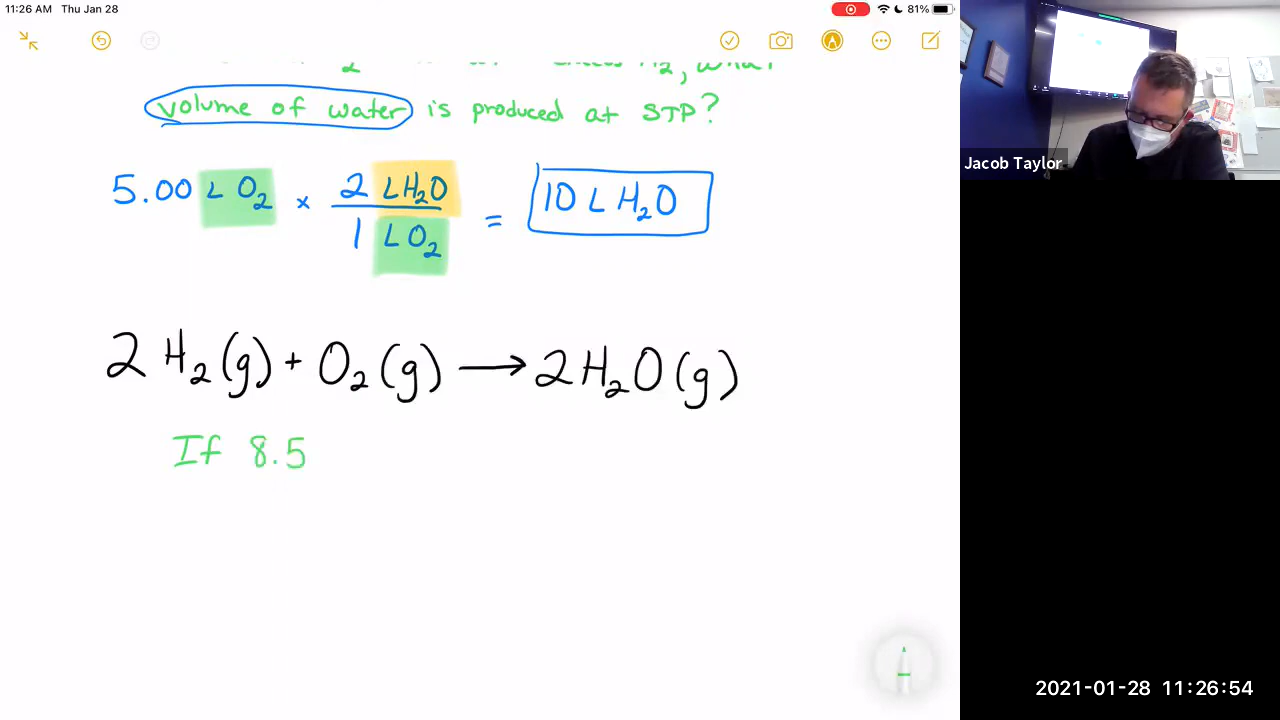 11:26 AM Thu Jan 28
81%
volume of water is produced at STP?
5.00 L O₂ × 2 L H₂O / 1 L O₂ = 10 L H₂O
2 H₂(g) + O₂(g) → 2 H₂O(g)
If 8.5
Jacob Taylor
2021-01-28 11:26:54